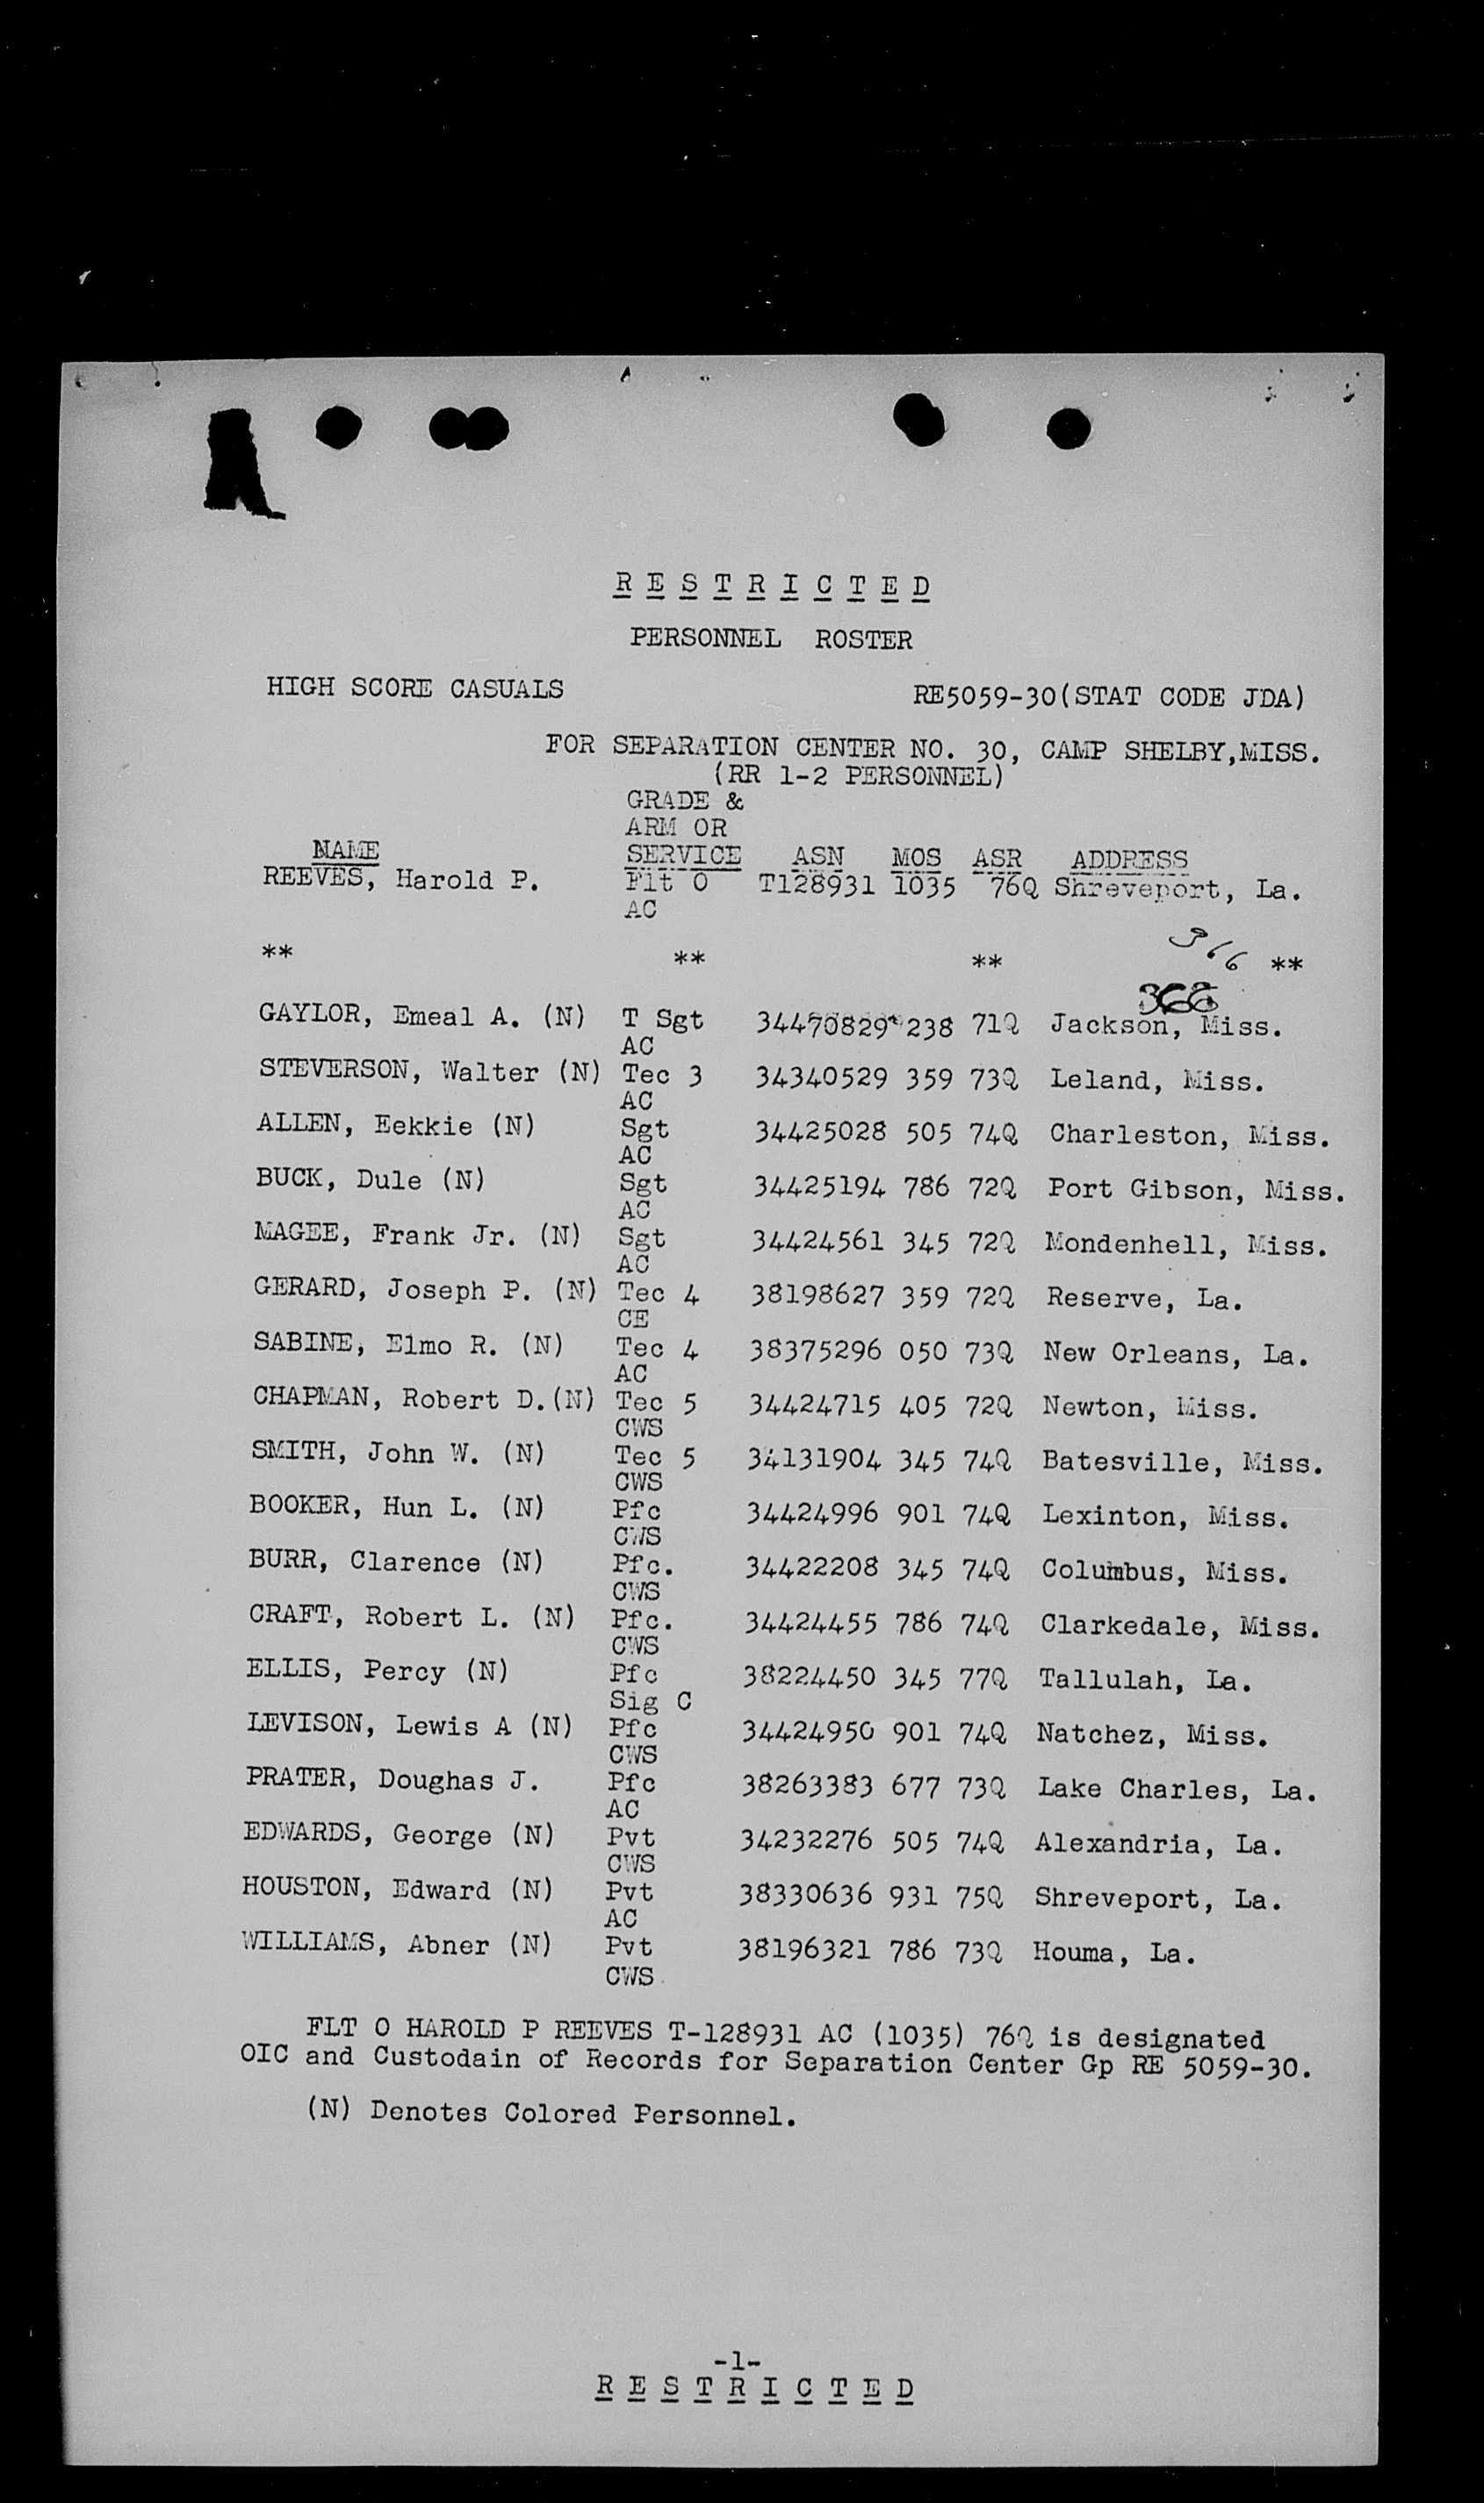 RESTRICTED
PERSONNEL ROSTER
HIGH SCORE CASUALS RE5059-30(STAT CODE JDA)
FOR SEPARATION CENTER NO. 30, CAMP SHELBY,MISS.
(RR 1-2 PERSONNEL)
GRADE &
ARM OR
NAME SERVICE ASN MOS ASR ADDRESS
REEVES, Harold P. Flt O T128931 1035 76Q Shreveport, La.
AC
** ** ** **
366
366
GAYLOR, Emeal A. (N) T Sgt 34470829 238 71Q Jackson, Miss.
AC
STEVERSON, Walter (N) Tec 3 34340529 359 73Q Leland, Miss.
AC
ALLEN, Eekkie (N) Sgt 34425028 505 74Q Charleston, Miss.
AC
BUCK, Dule (N) Sgt 34425194 786 72Q Port Gibson, Miss.
AC
MAGEE, Frank Jr. (N) Sgt 34424561 345 72Q Mondenhell, Miss.
AC
GERARD, Joseph P. (N) Tec 4 38198627 359 72Q Reserve, La.
CE
SABINE, Elmo R. (N) Tec 4 38375296 050 73Q New Orleans, La.
AC
CHAPMAN, Robert D.(N) Tec 5 34424715 405 72Q Newton, Miss.
CWS
SMITH, John W. (N) Tec 5 34131904 345 74Q Batesville, Miss.
CWS
BOOKER, Hun L. (N) Pfc 34424996 901 74Q Lexinton, Miss.
CWS
BURR, Clarence (N) Pfc. 34422208 345 74Q Columbus, Miss.
CWS
CRAFT, Robert L. (N) Pfc. 34424455 786 74Q Clarkedale, Miss.
CWS
ELLIS, Percy (N) Pfc 38224450 345 77Q Tallulah, La.
Sig C
LEVISON, Lewis A (N) Pfc 34424950 901 74Q Natchez, Miss.
CWS
PRATER, Doughas J. Pfc 38263383 677 73Q Lake Charles, La.
AC
EDWARDS, George (N) Pvt 34232276 505 74Q Alexandria, La.
CWS
HOUSTON, Edward (N) Pvt 38330636 931 75Q Shreveport, La.
AC
WILLIAMS, Abner (N) Pvt 38196321 786 73Q Houma, La.
CWS
FLT O HAROLD P REEVES T-128931 AC (1035) 76Q is designated
OIC and Custodain of Records for Separation Center Gp RE 5059-30.
(N) Denotes Colored Personnel.
-1-
RESTRICTED